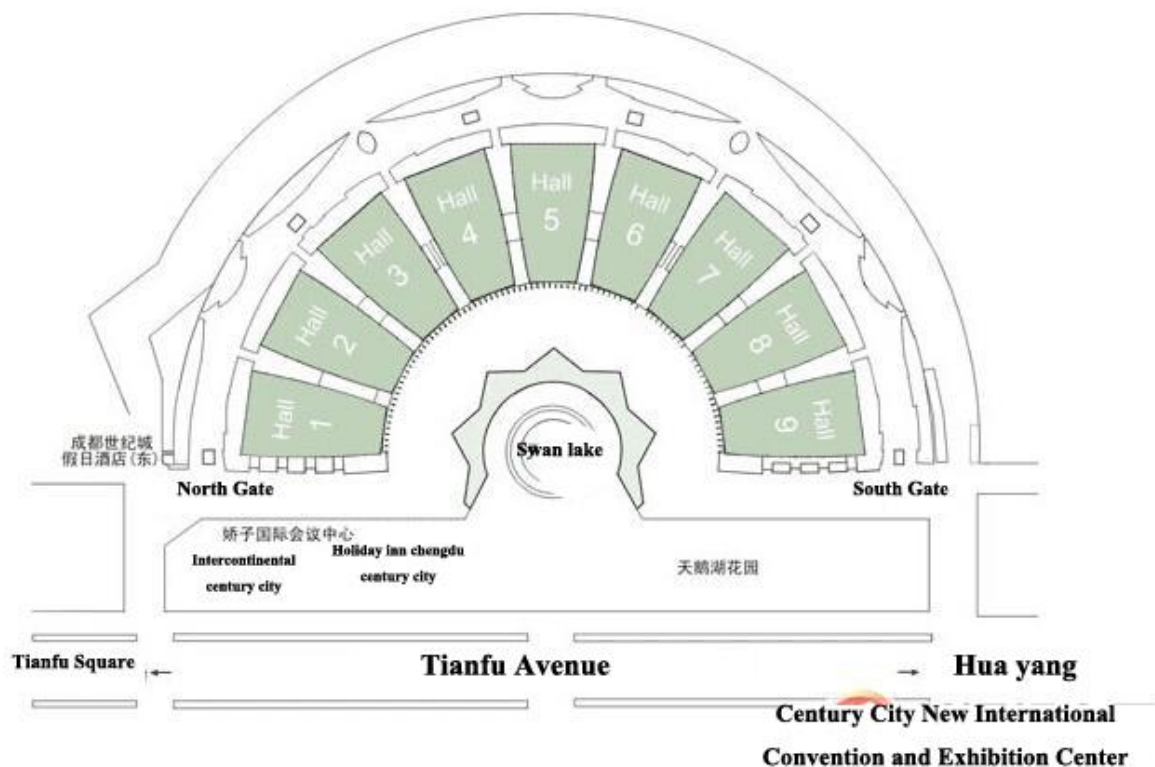 Hall
5
Hall
4
Hall
6
Hall
3
Hall
7
Hall
2
Hall
8
Hall
1
Hall
9
成都世纪城
假日酒店(东)
Swan lake
North Gate
South Gate
娇子国际会议中心
Intercontinental
century city
Holiday inn chengdu
century city
天鹅湖花园
Tianfu Square
Tianfu Avenue
Hua yang
Century City New International
Convention and Exhibition Center